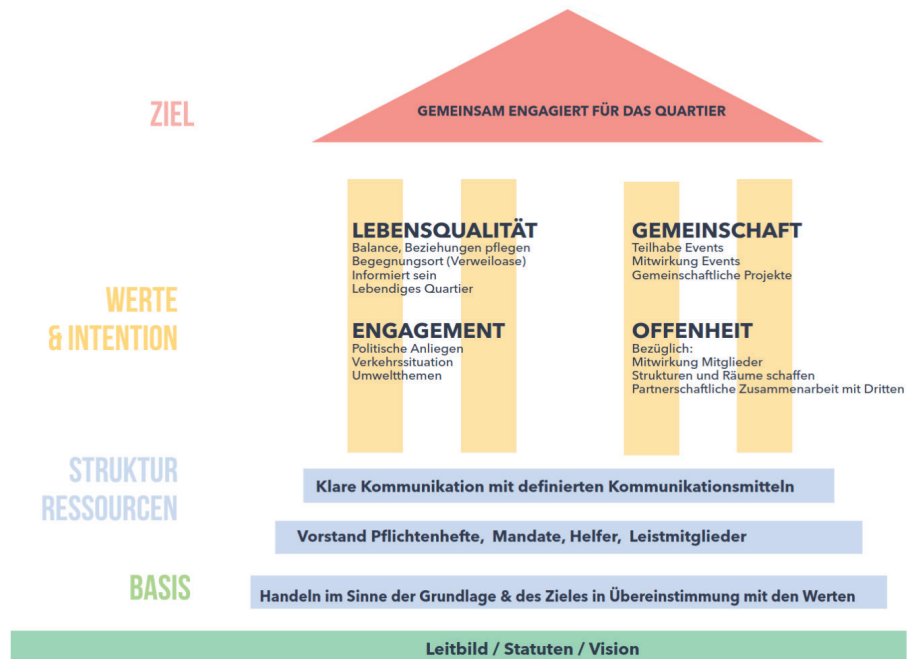 ZIEL
GEMEINSAM ENGAGIERT FÜR DAS QUARTIER
WERTE
& INTENTION
LEBENSQUALITÄT
Balance, Beziehungen pflegen
Begegnungsort (Verweiloase)
Informiert sein
Lebendiges Quartier
GEMEINSCHAFT
Teilhabe Events
Mitwirkung Events
Gemeinschaftliche Projekte
ENGAGEMENT
Politische Anliegen
Verkehrssituation
Umweltthemen
OFFENHEIT
Bezüglich:
Mitwirkung Mitglieder
Strukturen und Räume schaffen
Partnerschaftliche Zusammenarbeit mit Dritten
STRUKTUR
RESSOURCEN
Klare Kommunikation mit definierten Kommunikationsmitteln
Vorstand Pflichtenhefte, Mandate, Helfer, Leistmitglieder
BASIS
Handeln im Sinne der Grundlage & des Zieles in Übereinstimmung mit den Werten
Leitbild / Statuten / Vision